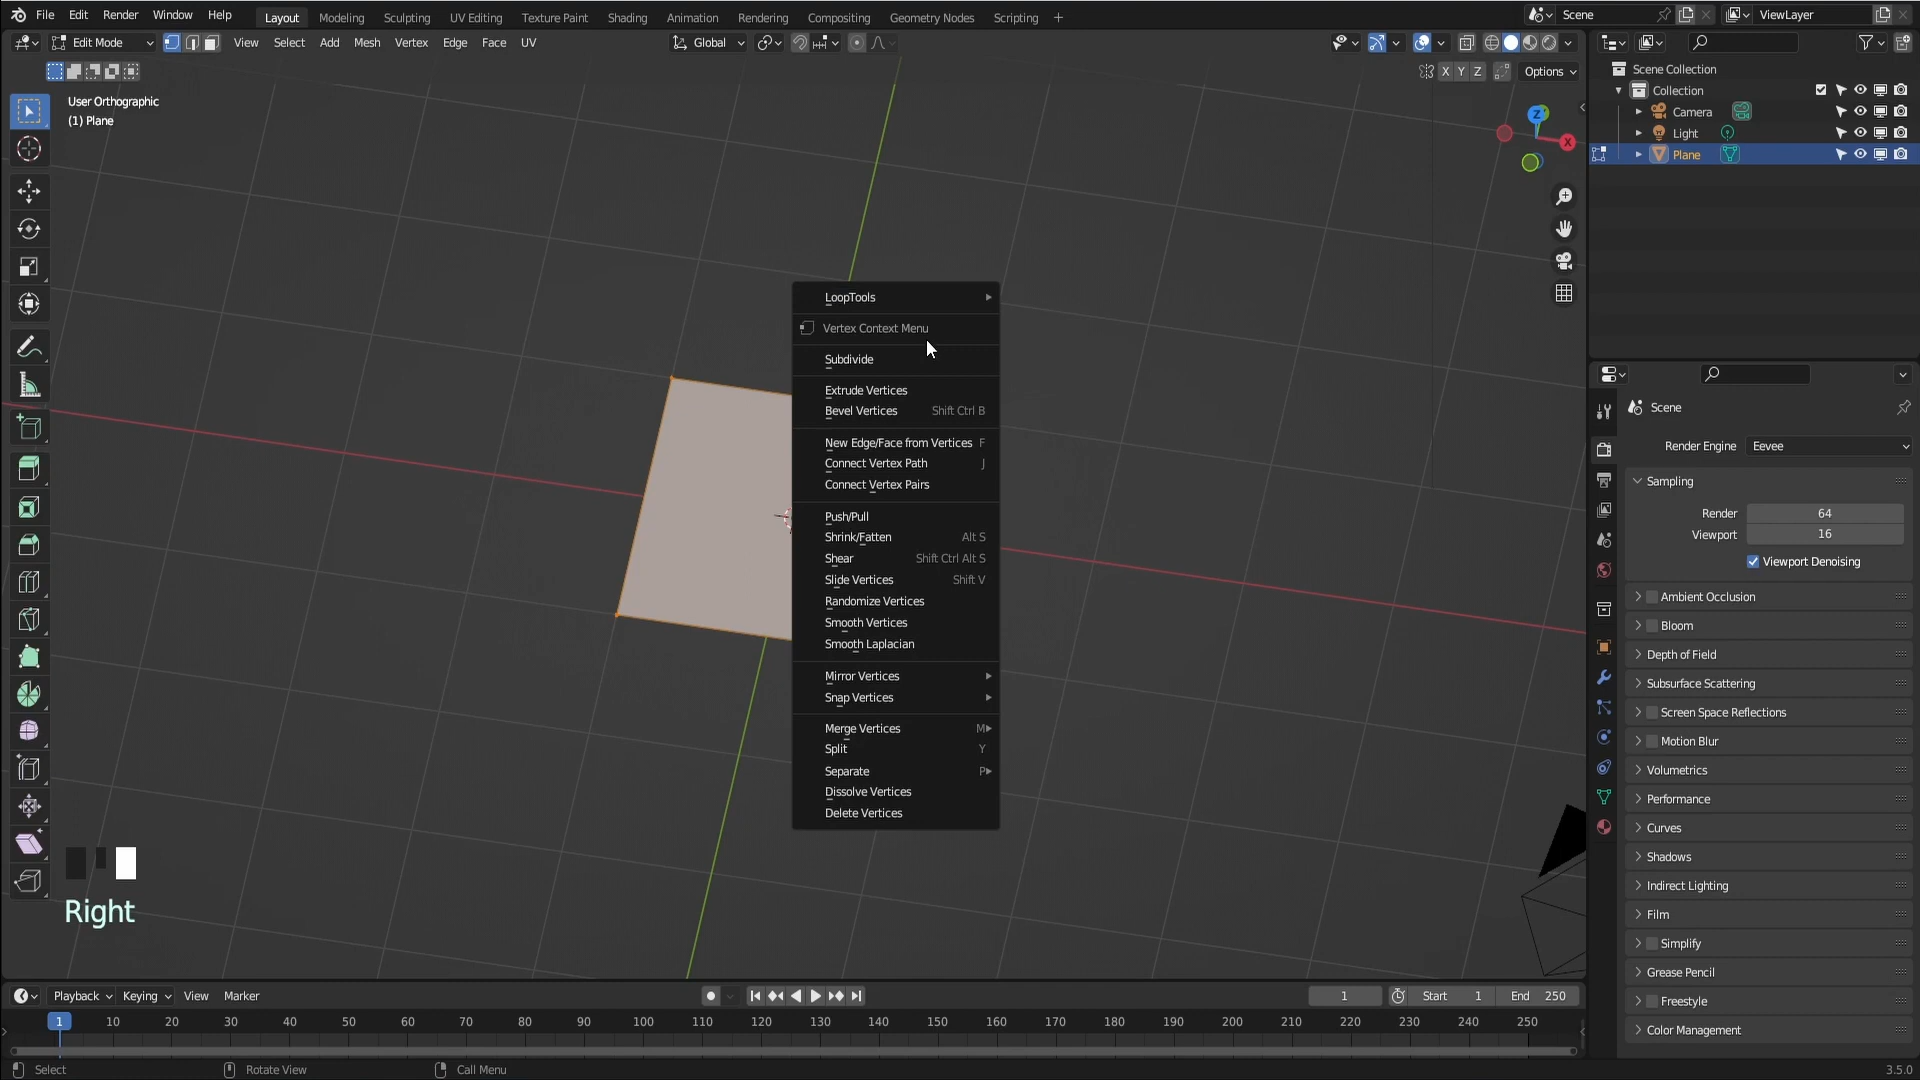 File Edit Render Window Help Layout Modeling Sculpting UV Editing Texture Paint Shading Animation Rendering Compositing Geometry Nodes Scripting + Scene ViewLayer
Edit Mode View Select Add Mesh Vertex Edge Face UV Global
X Y Z Options
User Orthographic
(1) Plane
Z
X
LoopTools
Vertex Context Menu
Subdivide
Extrude Vertices
Bevel Vertices Shift Ctrl B
New Edge/Face from Vertices F
Connect Vertex Path J
Connect Vertex Pairs
Push/Pull
Shrink/Fatten Alt S
Shear Shift Ctrl Alt S
Slide Vertices Shift V
Randomize Vertices
Smooth Vertices
Smooth Laplacian
Mirror Vertices
Snap Vertices
Merge Vertices M
Split Y
Separate P
Dissolve Vertices
Delete Vertices
Right
Scene Collection
Collection
Camera
Light
Plane
Scene
Render Engine Eevee
Sampling
Render 64
Viewport 16
Viewport Denoising
Ambient Occlusion
Bloom
Depth of Field
Subsurface Scattering
Screen Space Reflections
Motion Blur
Volumetrics
Performance
Curves
Shadows
Indirect Lighting
Film
Simplify
Grease Pencil
Freestyle
Color Management
Playback Keying View Marker 1 Start 1 End 250
1 10 20 30 40 50 60 70 80 90 100 110 120 130 140 150 160 170 180 190 200 210 220 230 240 250
Select Rotate View Call Menu 3.5.0